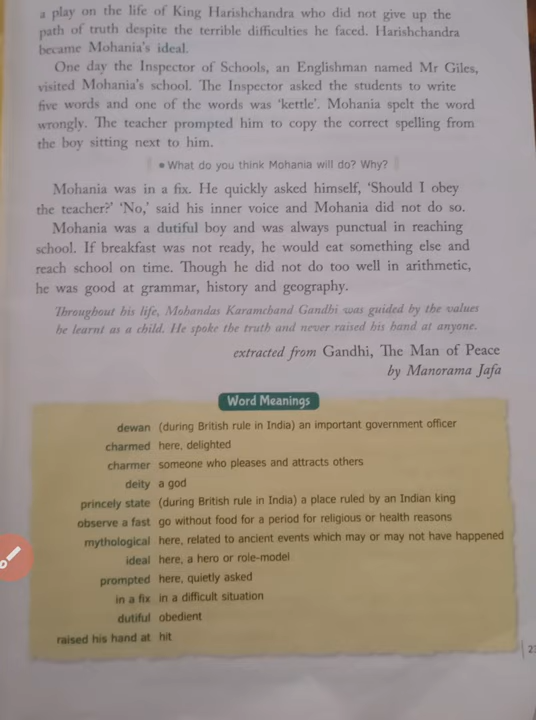 a play on the life of King Harishchandra who did not give up the
path of truth despite the terrible difficulties he faced. Harishchandra
became Mohania's ideal.
One day the Inspector of Schools, an Englishman named Mr Giles,
visited Mohania's school. The Inspector asked the students to write
five words and one of the words was 'kettle'. Mohania spelt the word
wrongly. The teacher prompted him to copy the correct spelling from
the boy sitting next to him.
• What do you think Mohania will do? Why?
Mohania was in a fix. He quickly asked himself, 'Should I obey
the teacher?' 'No,' said his inner voice and Mohania did not do so.
Mohania was a dutiful boy and was always punctual in reaching
school. If breakfast was not ready, he would eat something else and
reach school on time. Though he did not do too well in arithmetic,
he was good at grammar, history and geography.
Throughout his life, Mohandas Karamchand Gandhi was guided by the values
he learnt as a child. He spoke the truth and never raised his hand at anyone.
extracted from Gandhi, The Man of Peace
by Manorama Jafa
Word Meanings
dewan (during British rule in India) an important government officer
charmed here, delighted
charmer someone who pleases and attracts others
deity a god
princely state (during British rule in India) a place ruled by an Indian king
observe a fast go without food for a period for religious or health reasons
mythological here, related to ancient events which may or may not have happened
ideal here, a hero or role-model
prompted here, quietly asked
in a fix in a difficult situation
dutiful obedient
raised his hand at hit